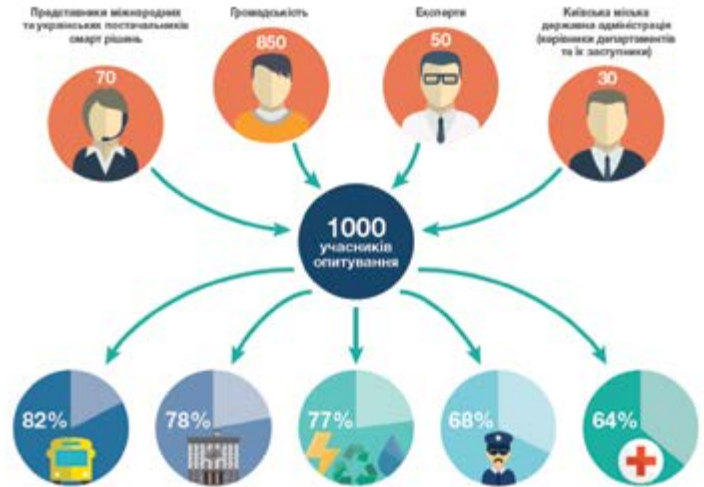 Представники міжнародних
та українських постачальників
смарт рішень
70
Громадськість
850
Експерти
50
Київська міська
державна адміністрація
(керівники департаментів
та їх заступники)
30
1000
учасників
опитування
82%
78%
77%
68%
64%